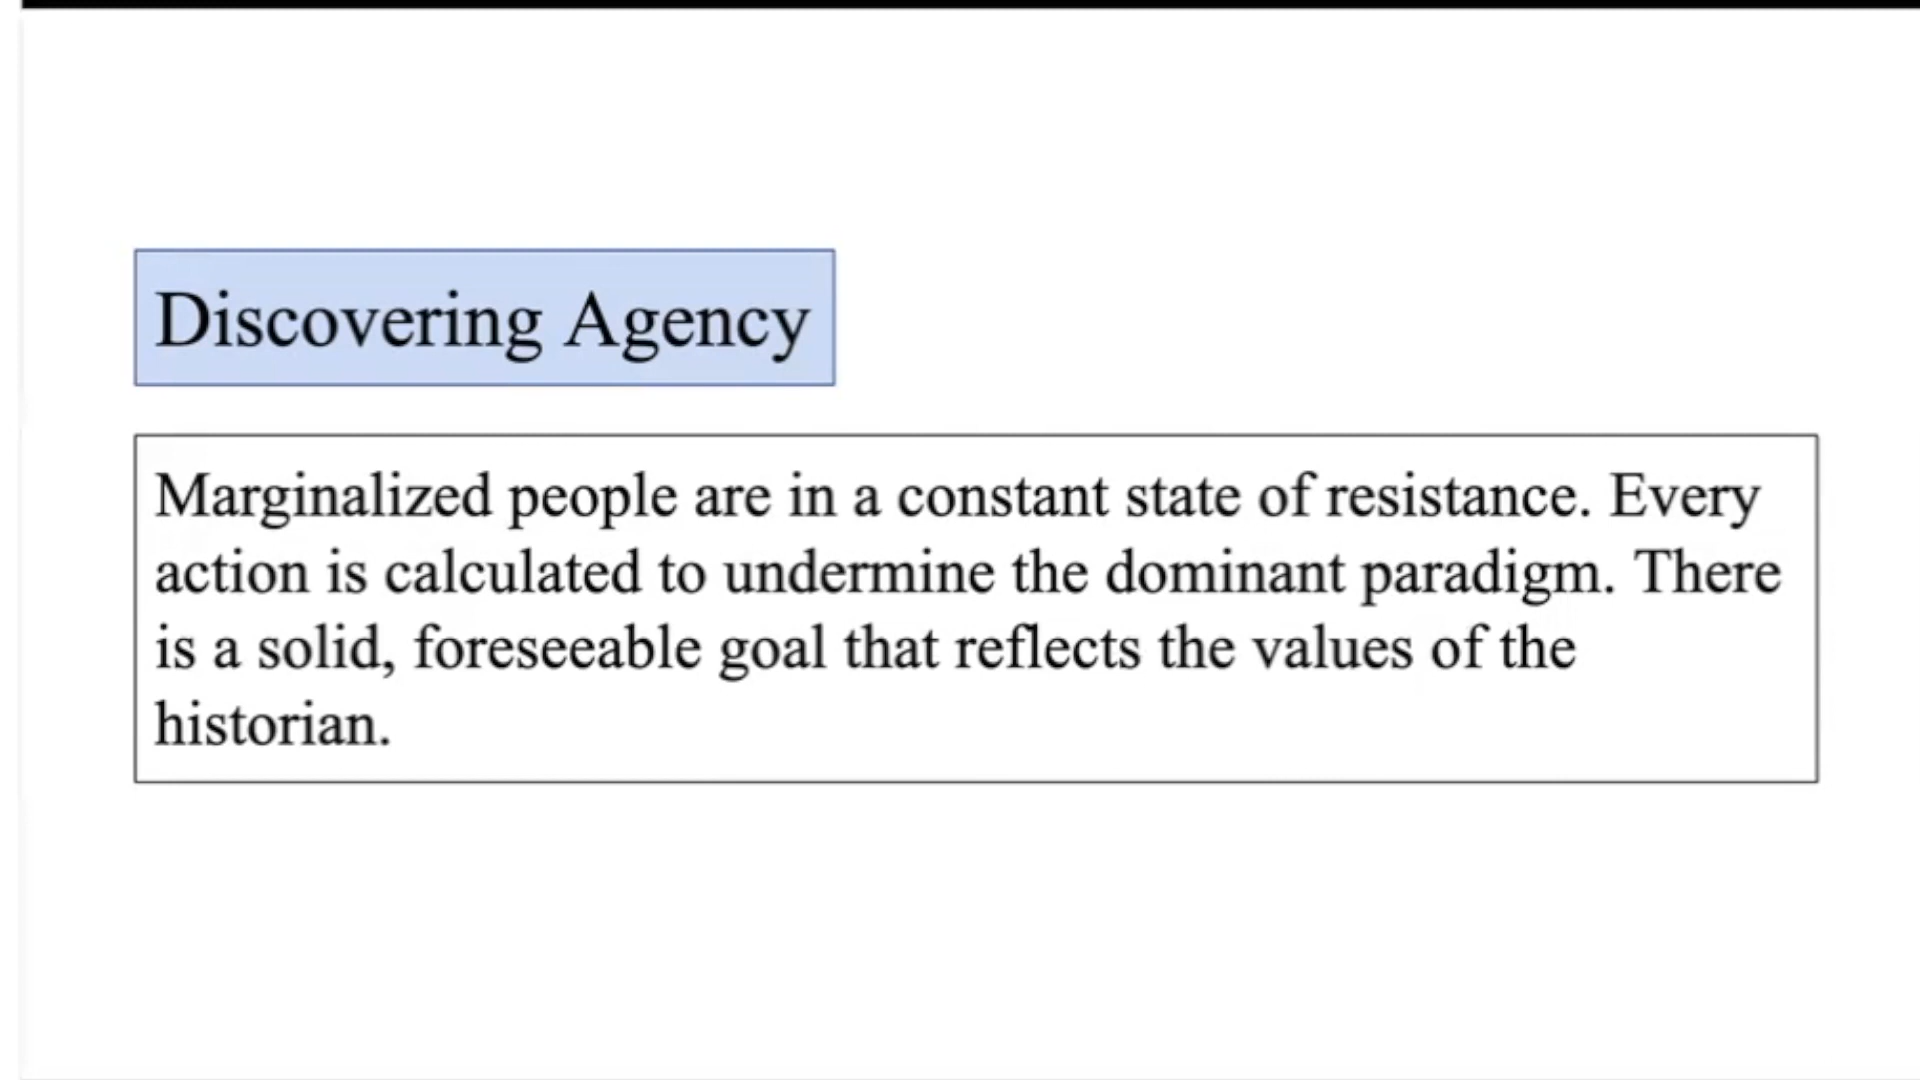 Discovering Agency
Marginalized people are in a constant state of resistance. Every
action is calculated to undermine the dominant paradigm. There
is a solid, foreseeable goal that reflects the values of the
historian.